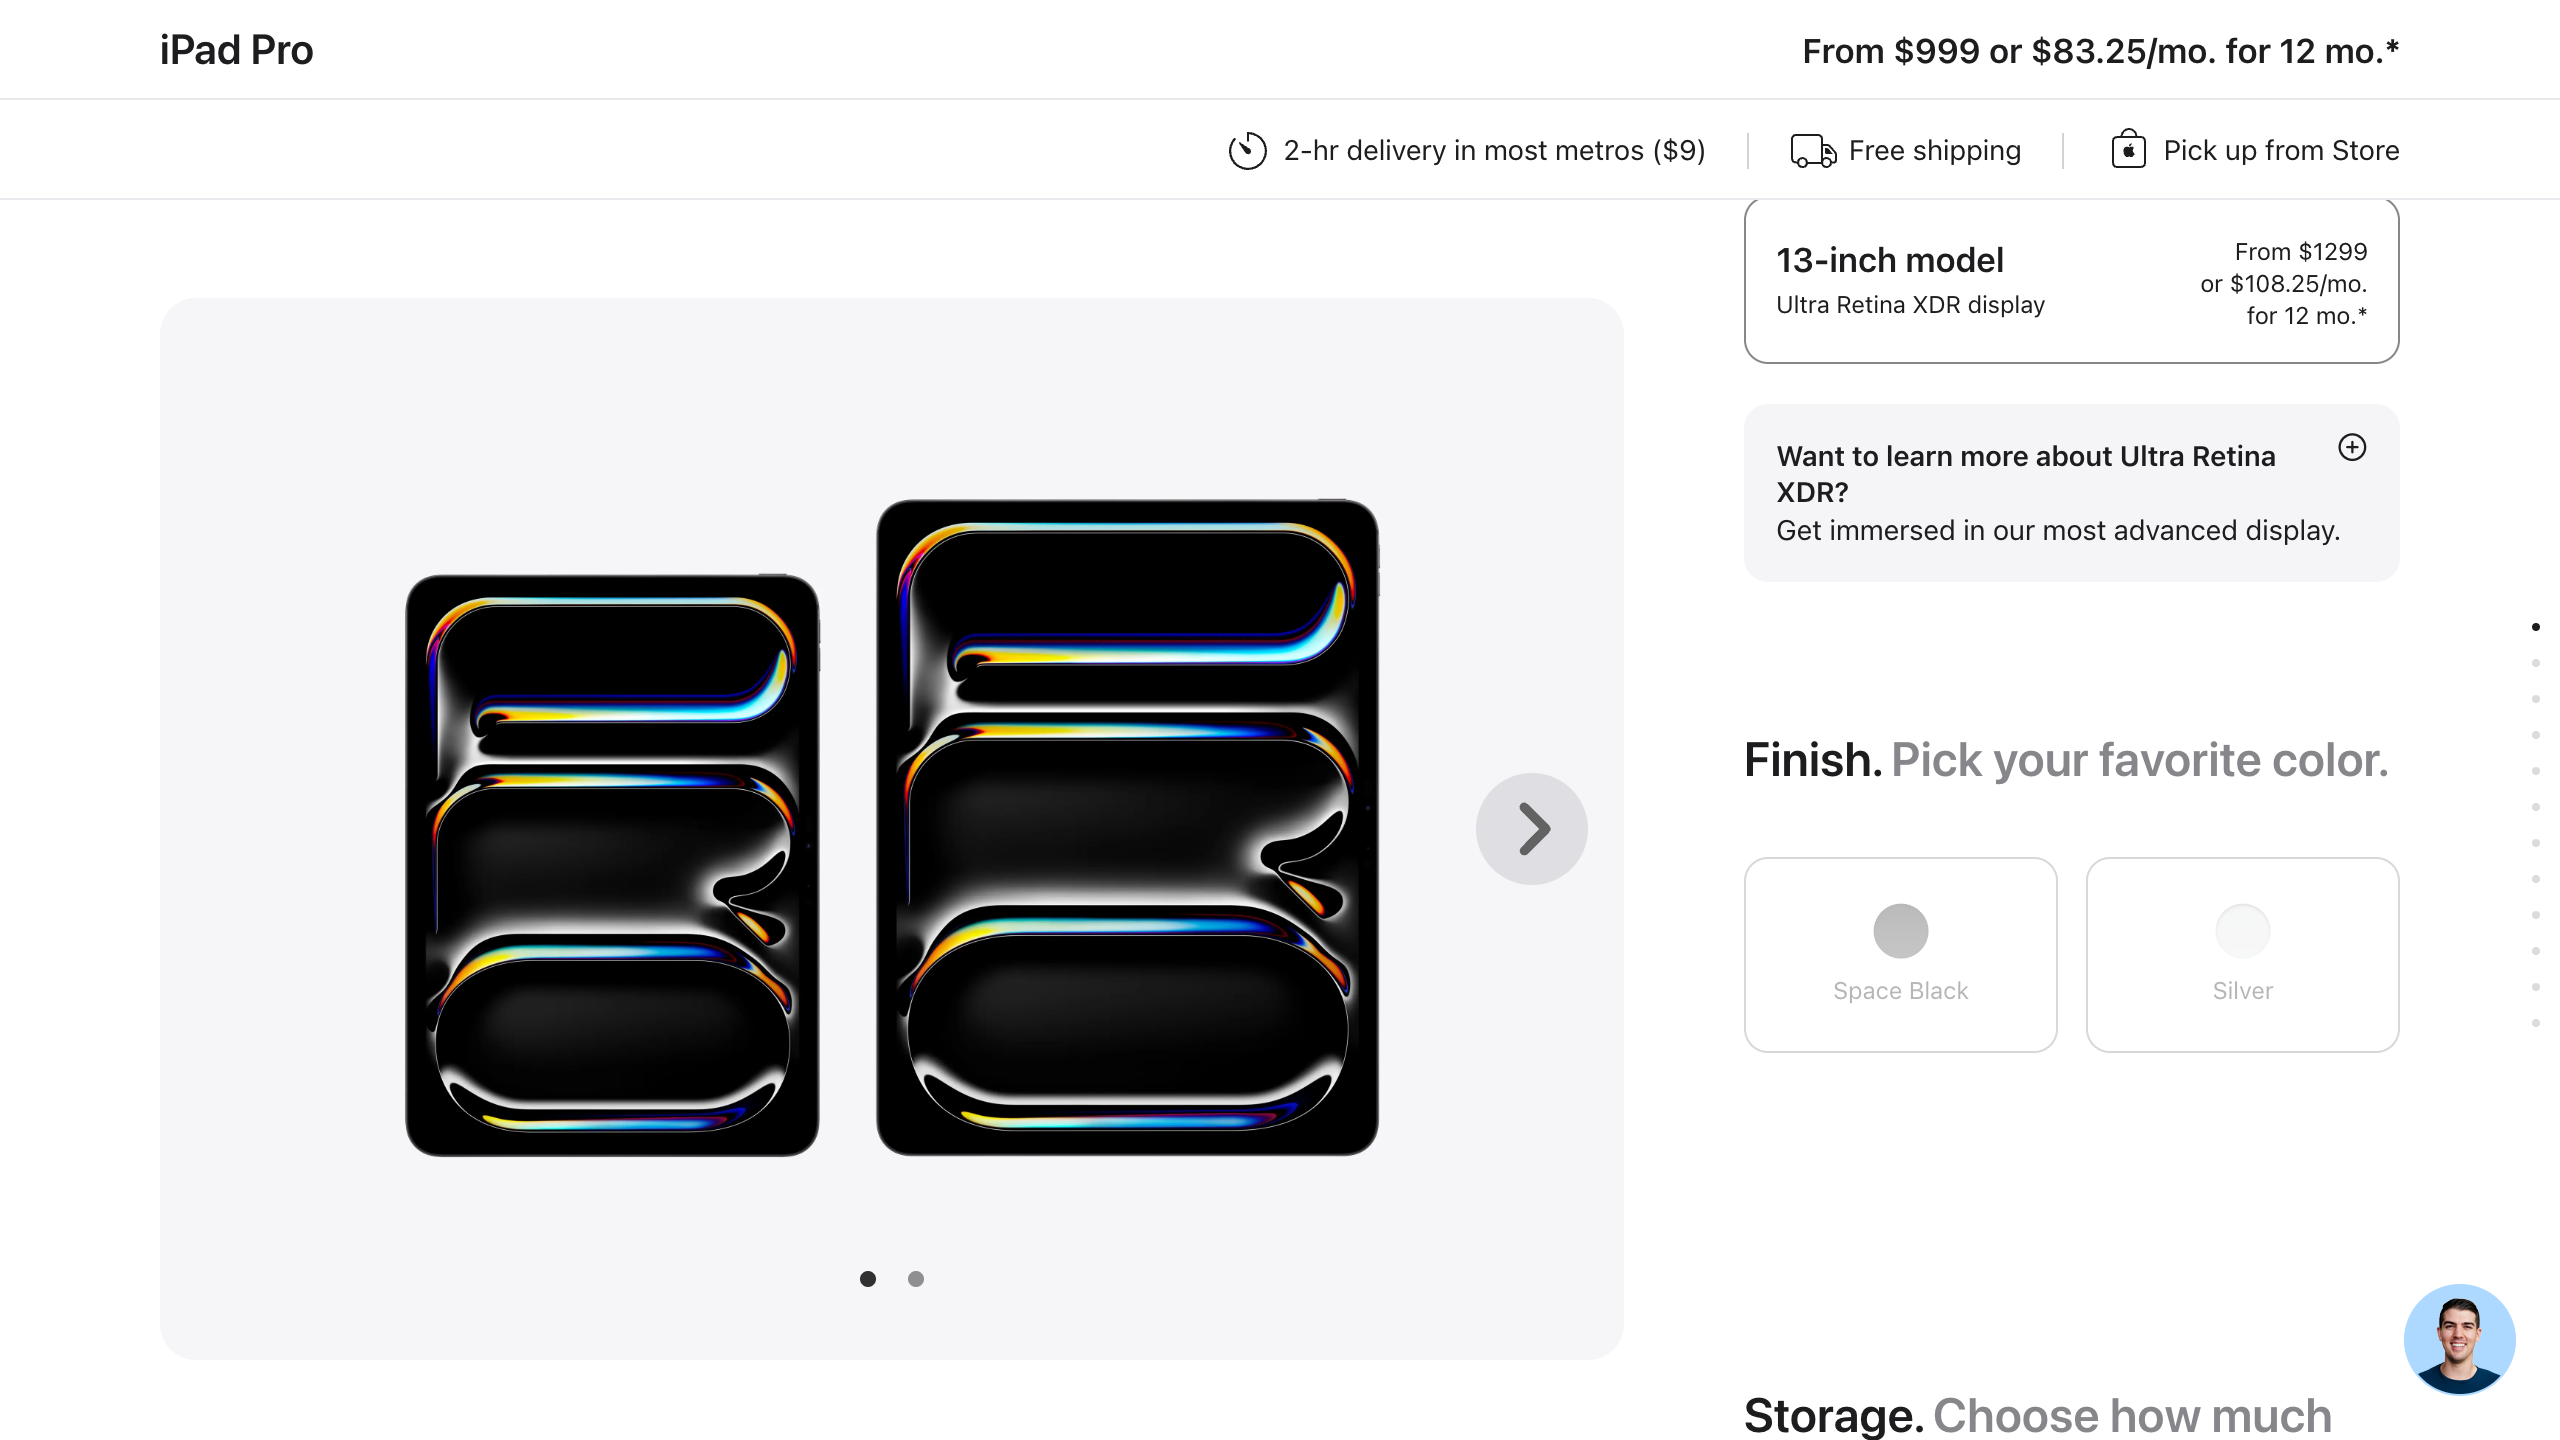 iPad Pro
From $999 or $83.25/mo. for 12 mo.*
2-hr delivery in most metros ($9)
Free shipping
Pick up from Store
13-inch model
Ultra Retina XDR display
From $1299
or $108.25/mo.
for 12 mo.*
Want to learn more about Ultra Retina
XDR?
Get immersed in our most advanced display.
Finish. Pick your favorite color.
Space Black
Silver
Storage. Choose how much